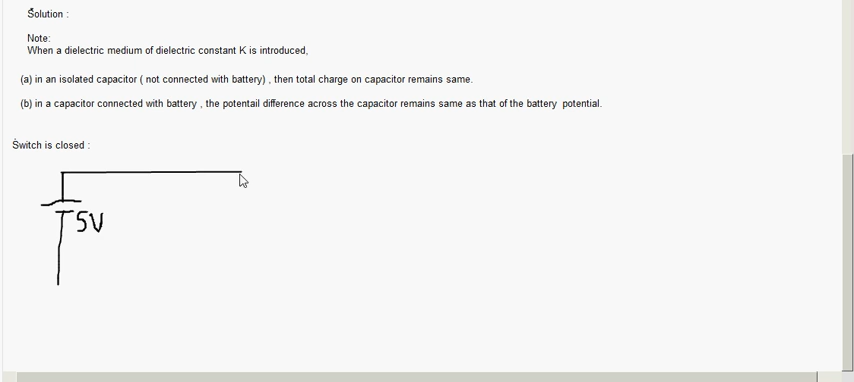 Solution :
Note:
When a dielectric medium of dielectric constant K is introduced,
(a) in an isolated capacitor ( not connected with battery) , then total charge on capacitor remains same.
(b) in a capacitor connected with battery , the potentail difference across the capacitor remains same as that of the battery potential.
Switch is closed :
5V